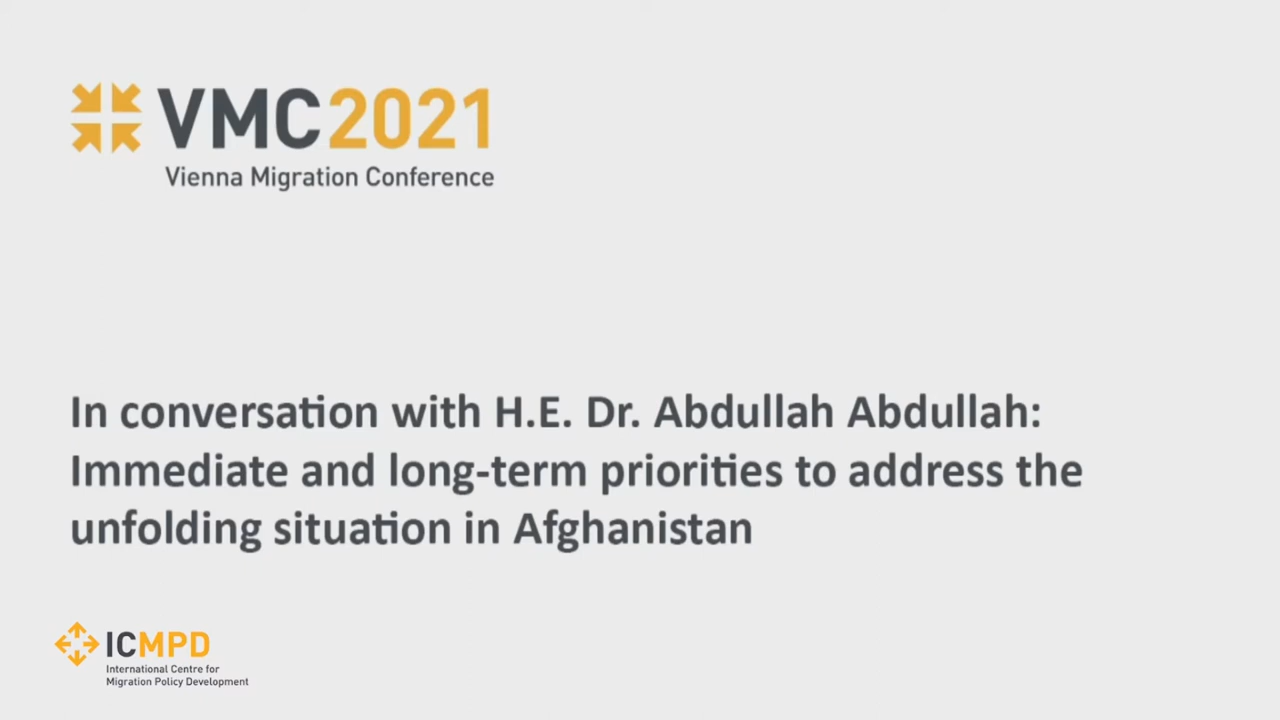 VMC2021
Vienna Migration Conference
In conversation with H.E. Dr. Abdullah Abdullah:
Immediate and long-term priorities to address the
unfolding situation in Afghanistan
ICMPD
International Centre for
Migration Policy Development